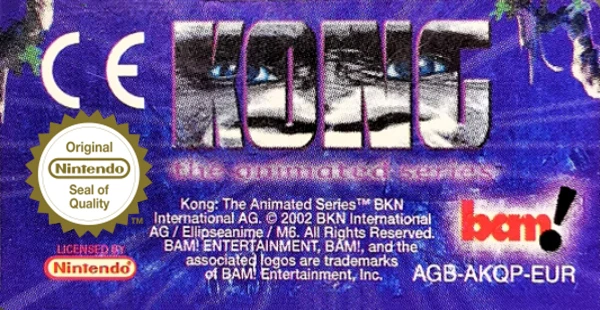 CE
KONG
the animated series
Original
Nintendo
Seal of
Quality
TM
LICENSED BY
Nintendo
Kong: The Animated Series™ BKN
International AG. © 2002 BKN International
AG / Ellipseanime / M6. All Rights Reserved.
BAM! ENTERTAINMENT, BAM!, and the
associated logos are trademarks
of BAM! Entertainment, Inc.
bam!
AGB-AKQP-EUR